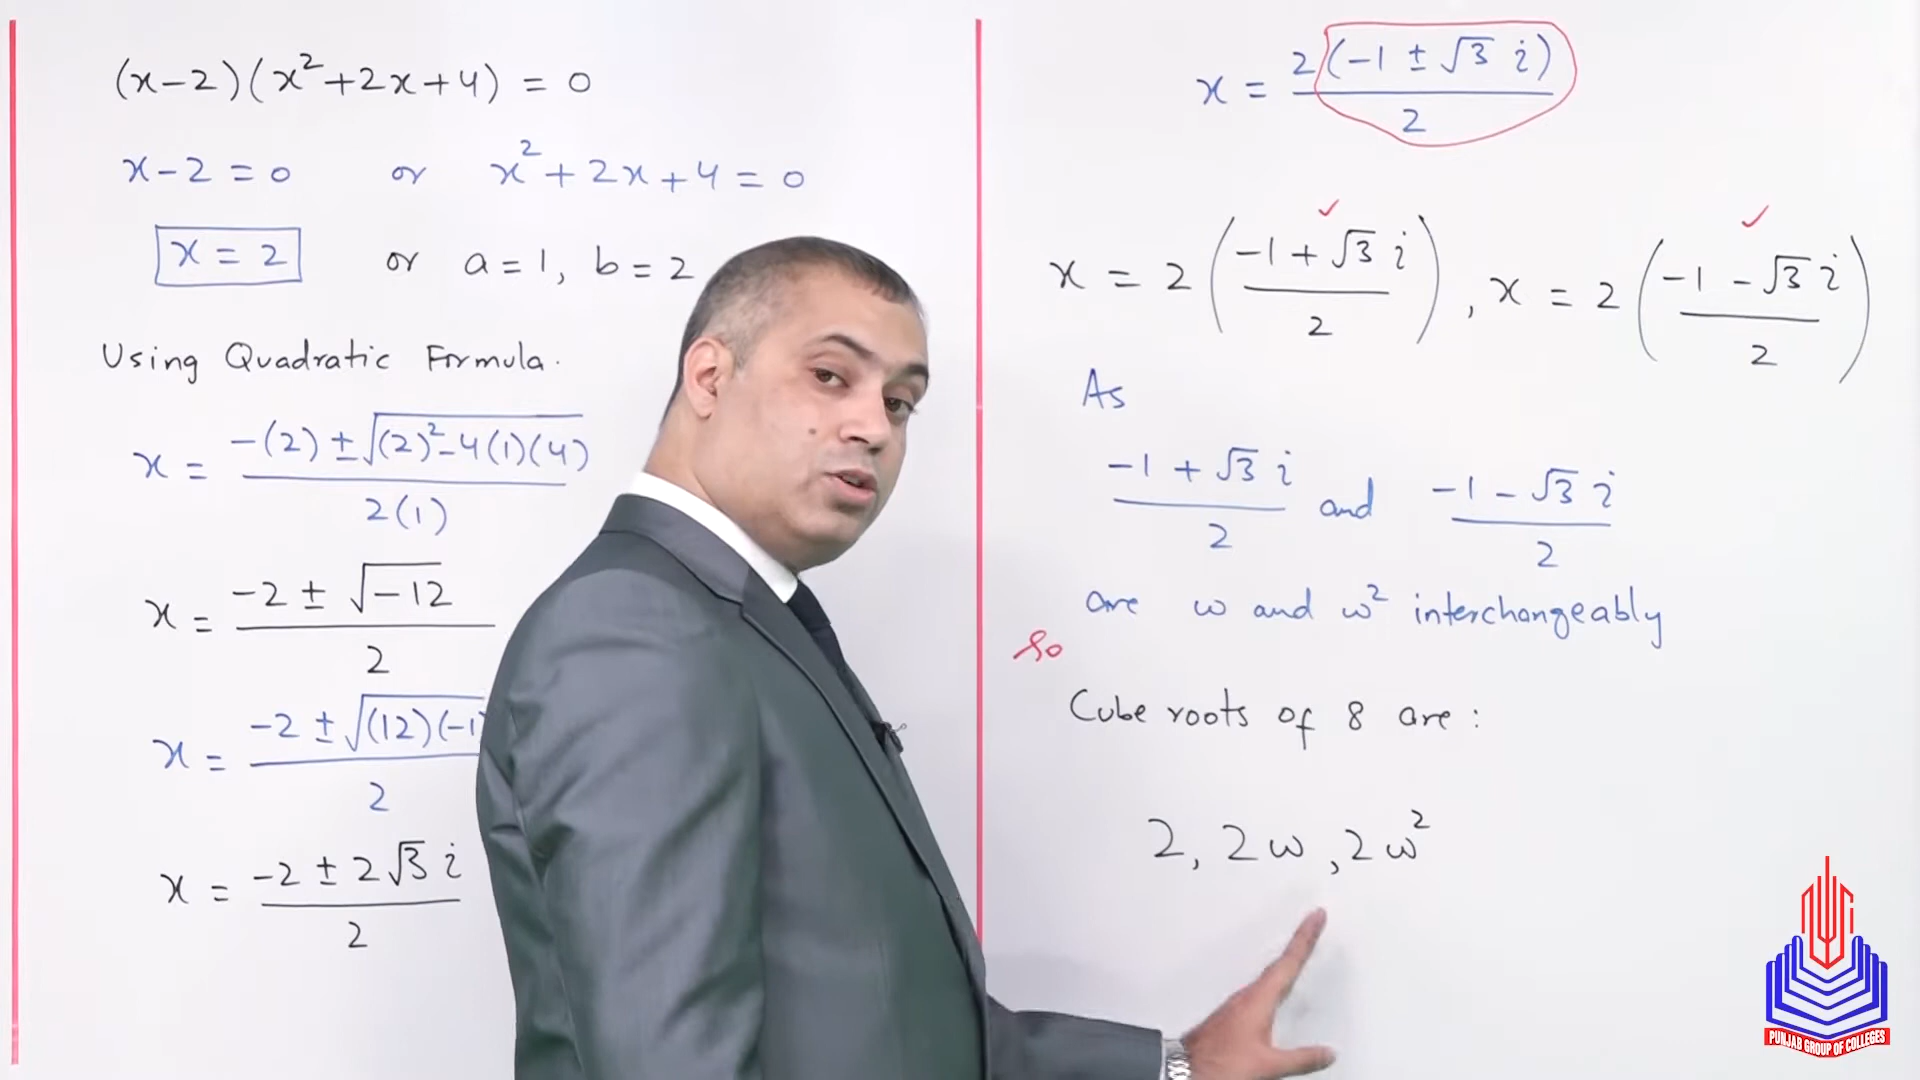 (x-2)(x²+2x+4) = 0
x-2 = 0 or x²+2x+4 = 0
x = 2 or a=1, b=2
Using Quadratic Formula.
x = (-(2) ± √((2)²-4(1)(4))) / 2(1)
x = (-2 ± √-12) / 2
x = (-2 ± √(12)(-1 / 2
x = (-2 ± 2√3 i) / 2
x = 2(-1 ± √3 i) / 2
x = 2((-1 + √3 i) / 2), x = 2((-1 - √3 i) / 2)
As
(-1 + √3 i) / 2 and (-1 - √3 i) / 2
are ω and ω² interchangeably
So
Cube roots of 8 are:
2, 2ω, 2ω²
PUNJAB GROUP OF COLLEGES